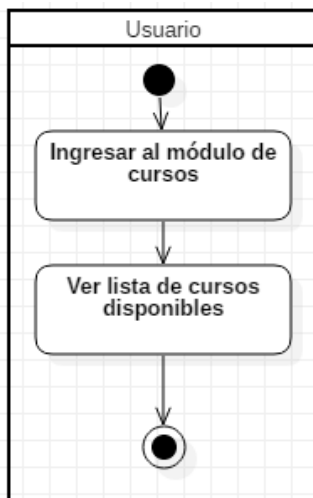 Usuario
Ingresar al módulo de
cursos
Ver lista de cursos
disponibles